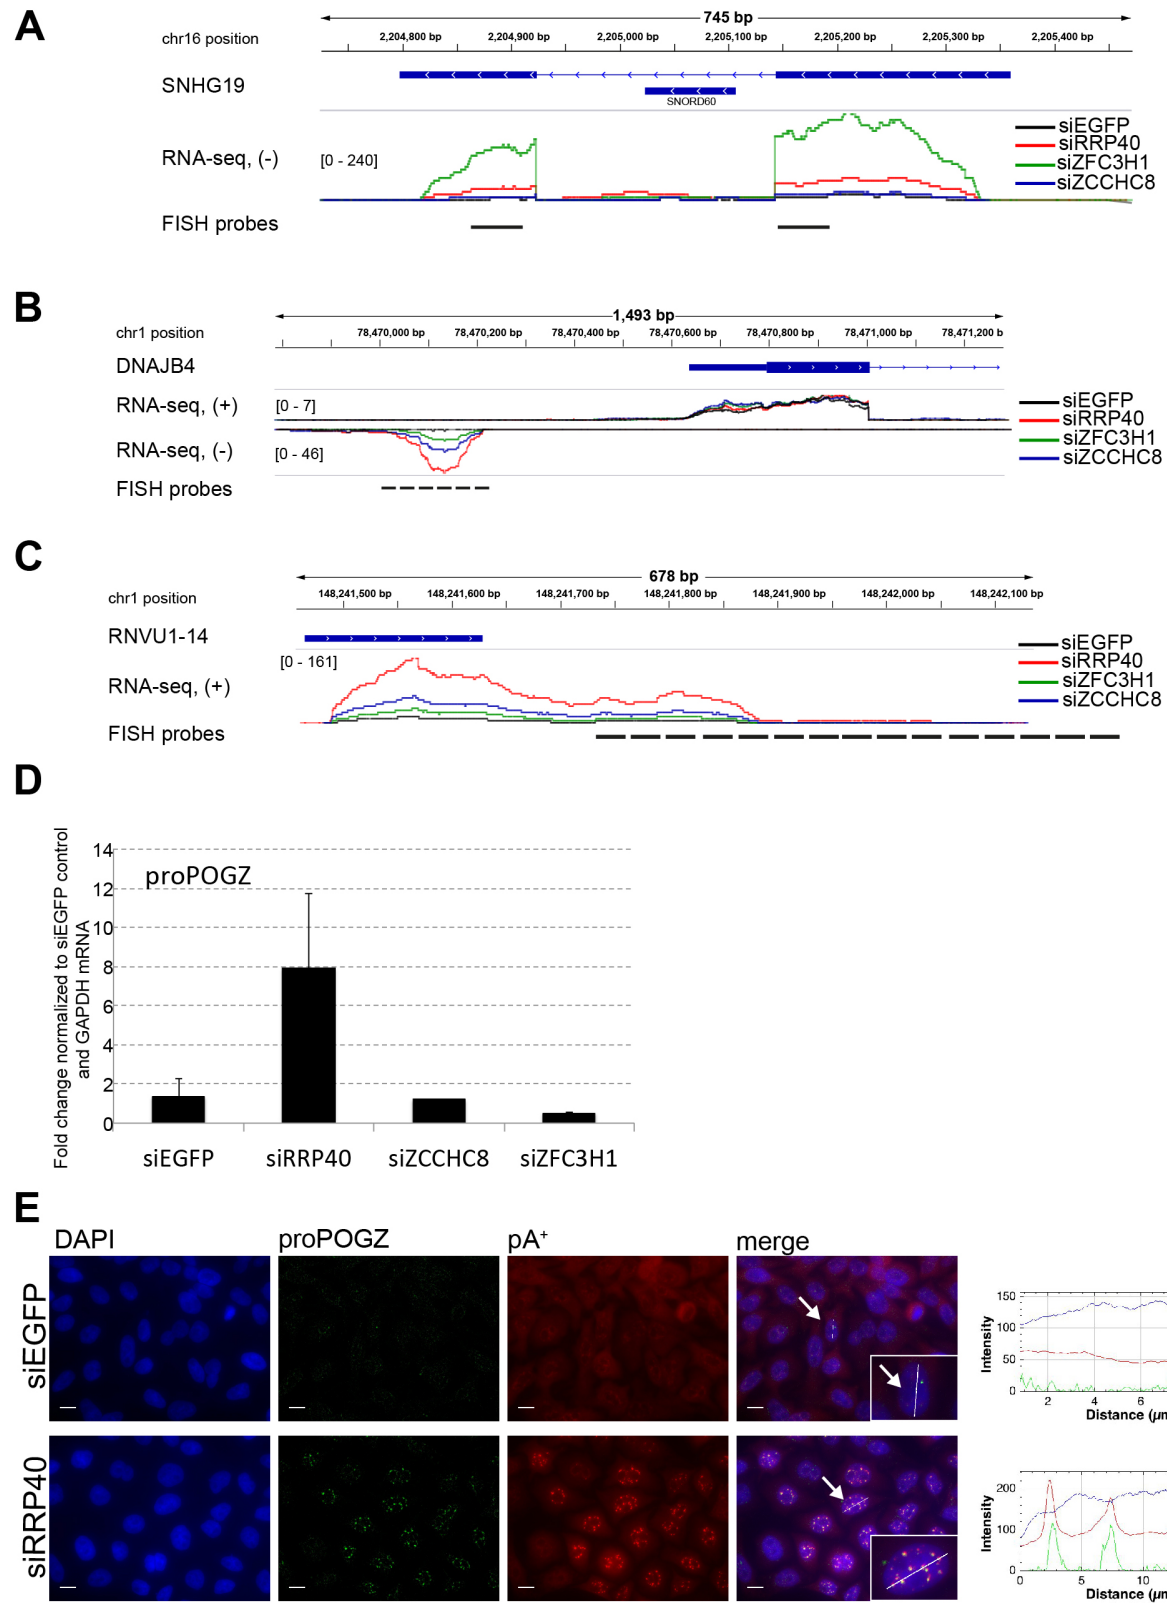 A
745 bp
chr16 position
2,204,800 bp 2,204,900 bp 2,205,000 bp 2,205,100 bp 2,205,200 bp 2,205,300 bp 2,205,400 bp
SNHG19
SNORD60
RNA-seq, (-)
[0 - 240]
siEGFP
siRRP40
siZFC3H1
siZCCHC8
FISH probes
B
1,493 bp
chr1 position
78,470,000 bp 78,470,200 bp 78,470,400 bp 78,470,600 bp 78,470,800 bp 78,471,000 bp 78,471,200 b
DNAJB4
RNA-seq, (+)
[0 - 7]
RNA-seq, (-)
[0 - 46]
siEGFP
siRRP40
siZFC3H1
siZCCHC8
FISH probes
C
678 bp
chr1 position
148,241,500 bp 148,241,600 bp 148,241,700 bp 148,241,800 bp 148,241,900 bp 148,242,000 bp 148,242,100 bp
RNVU1-14
[0 - 161]
RNA-seq, (+)
siEGFP
siRRP40
siZFC3H1
siZCCHC8
FISH probes
D
Fold change normalized to siEGFP control
and GAPDH mRNA
14
12
10
8
6
4
2
0
proPOGZ
siEGFP siRRP40 siZCCHC8 siZFC3H1
E
DAPI proPOGZ pA+ merge
siEGFP
Intensity
150
100
50
0
2 4 6
Distance (µm
siRRP40
Intensity
200
100
0
0 5 10
Distance (µm